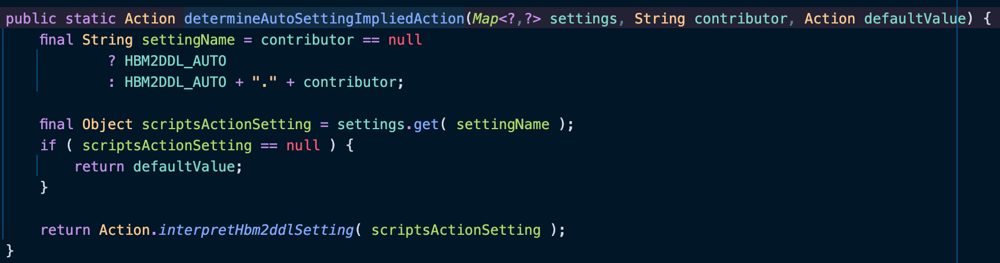 public static Action determineAutoSettingImpliedAction(Map<?,?> settings, String contributor, Action defaultValue) {
    final String settingName = contributor == null
            ? HBM2DDL_AUTO
            : HBM2DDL_AUTO + "." + contributor;

    final Object scriptsActionSetting = settings.get( settingName );
    if ( scriptsActionSetting == null ) {
        return defaultValue;
    }

    return Action.interpretHbm2ddlSetting( scriptsActionSetting );
}